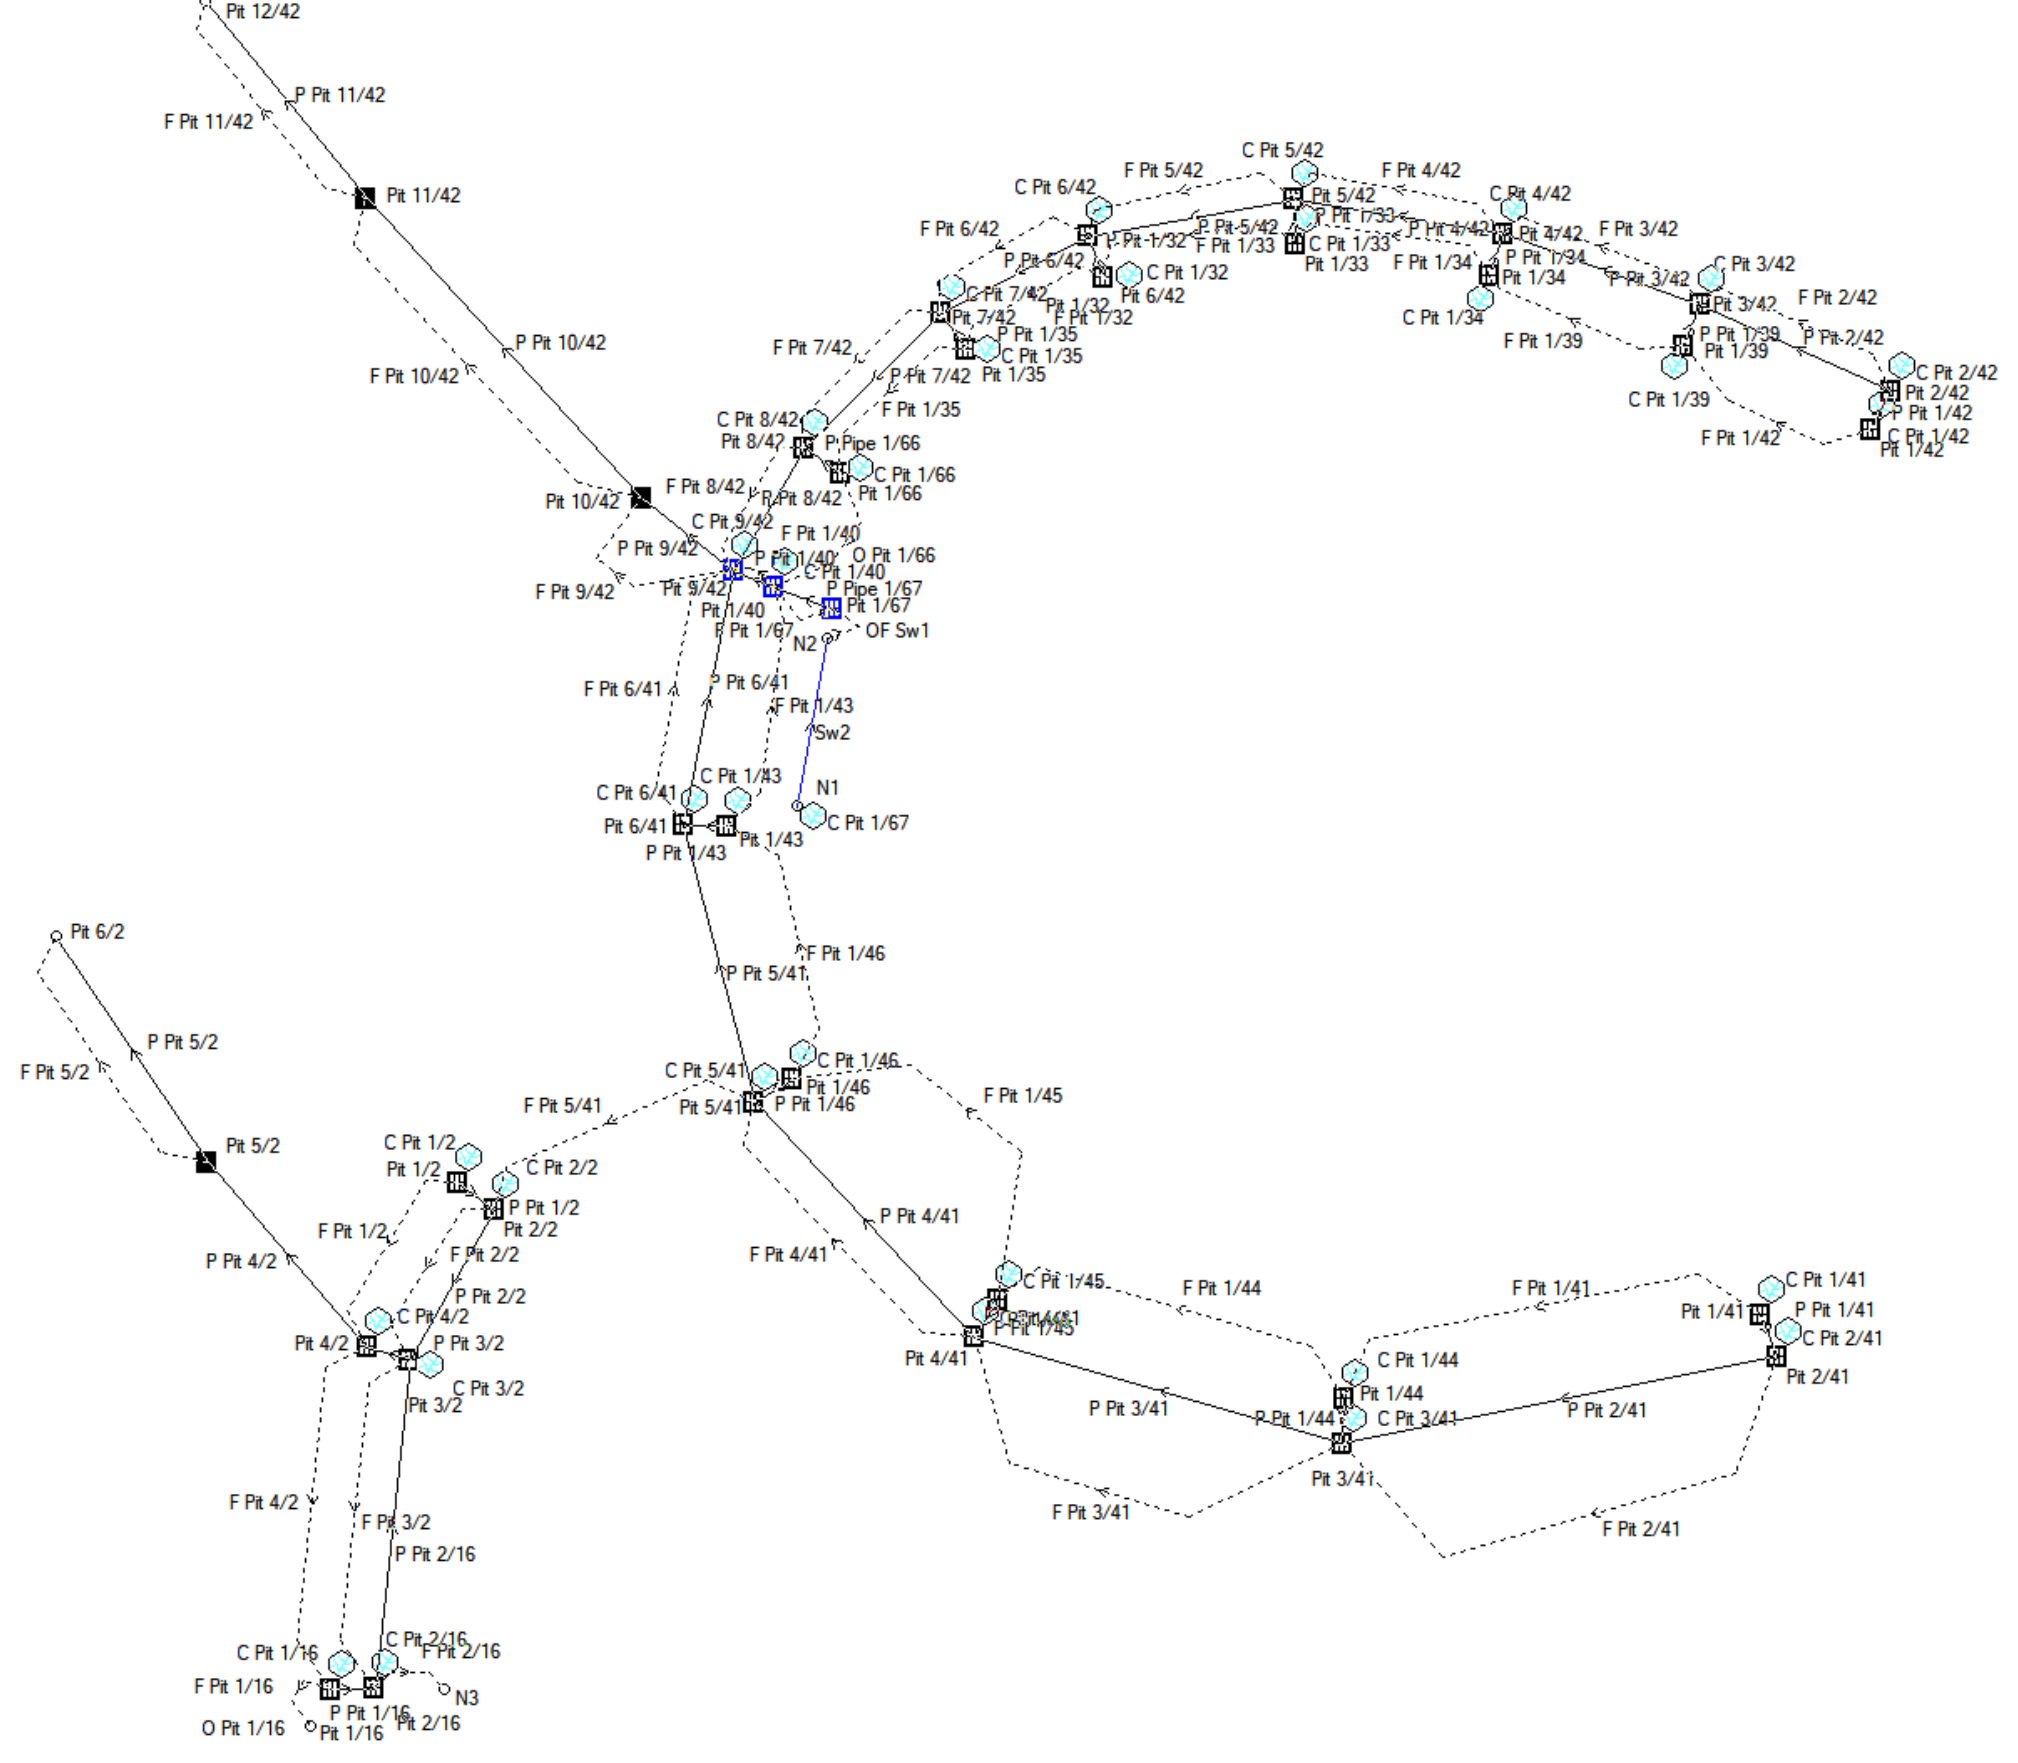 Pit 12/42
P Pit 11/42
F Pit 11/42
Pit 11/42
P Pit 10/42
F Pit 10/42
Pit 10/42
P Pit 9/42
F Pit 9/42
C Pit 5/42
F Pit 5/42
F Pit 4/42
C Pit 6/42
Pit 5/42
C Pit 4/42
P Pit 1/33
F Pit 6/42
P Pit 5/42
P Pit 4/42
Pit 4/42
F Pit 3/42
P Pit 1/32
F Pit 1/33
C Pit 1/33
Pit 1/33
P Pit 6/42
F Pit 1/34
P Pit 1/34
Pit 1/34
C Pit 3/42
C Pit 1/32
P Pit 3/42
C Pit 7/42
Pit 6/42
Pit 3/42
F Pit 2/42
Pit 1/32
Pit 7/42
F Pit 1/32
C Pit 1/34
P Pit 1/35
F Pit 1/39
P Pit 1/39
P Pit 2/42
F Pit 7/42
C Pit 1/35
Pit 1/39
Pit 1/35
P Pit 7/42
C Pit 2/42
Pit 2/42
C Pit 1/39
F Pit 1/35
P Pit 1/42
C Pit 8/42
Pit 8/42
P Pipe 1/66
F Pit 1/42
C Pit 1/42
Pit 1/42
C Pit 1/66
F Pit 8/42
P Pit 8/42
Pit 1/66
C Pit 9/42
F Pit 1/40
P Pit 1/40
O Pit 1/66
C Pit 1/40
Pit 9/42
P Pipe 1/67
Pit 1/40
Pit 1/67
F Pit 1/67
N2
OF Sw1
F Pit 6/41
P Pit 6/41
F Pit 1/43
Sw2
C Pit 1/43
N1
C Pit 6/41
C Pit 1/67
Pit 6/41
Pit 1/43
P Pit 1/43
Pit 6/2
F Pit 1/46
P Pit 5/41
P Pit 5/2
F Pit 5/2
C Pit 5/41
C Pit 1/46
Pit 1/46
F Pit 1/45
F Pit 5/41
Pit 5/41
P Pit 1/46
Pit 5/2
C Pit 1/2
C Pit 2/2
Pit 1/2
P Pit 1/2
Pit 2/2
F Pit 1/2
P Pit 4/41
P Pit 4/2
F Pit 2/2
F Pit 4/41
P Pit 2/2
C Pit 1/45
F Pit 1/44
F Pit 1/41
C Pit 1/41
Pit 1/41
P Pit 1/41
C Pit 4/2
P Pit 1/45
C Pit 2/41
Pit 4/2
P Pit 3/2
Pit 4/41
C Pit 1/44
Pit 2/41
C Pit 3/2
Pit 3/2
Pit 1/44
P Pit 3/41
P Pit 1/44
C Pit 3/41
P Pit 2/41
Pit 3/41
F Pit 4/2
F Pit 3/2
F Pit 3/41
F Pit 2/41
P Pit 2/16
C Pit 1/16
C Pit 2/16
F Pit 2/16
F Pit 1/16
N3
P Pit 1/16
Pit 2/16
O Pit 1/16
Pit 1/16